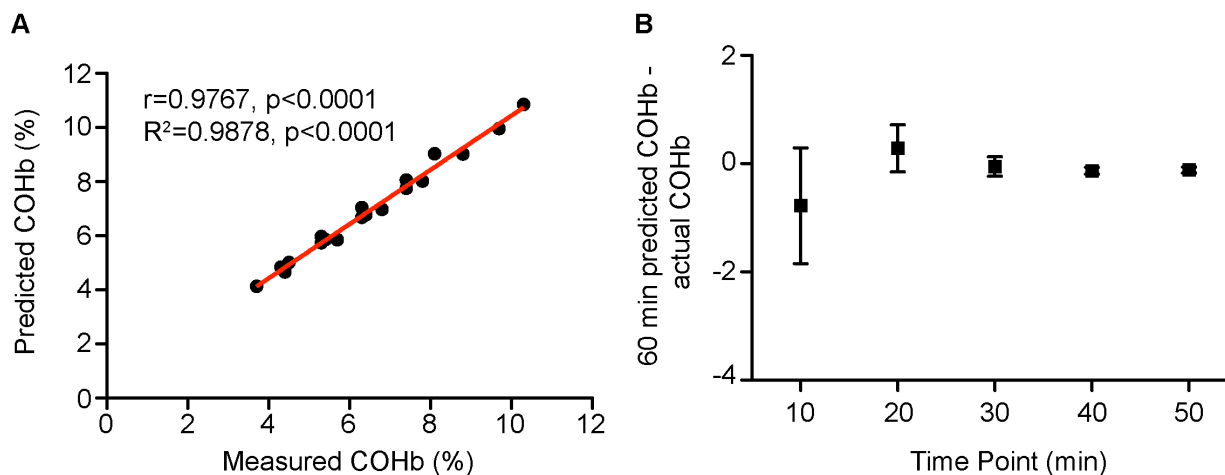 A
r=0.9767, p<0.0001
R²=0.9878, p<0.0001
Predicted COHb (%)
12
10
8
6
4
2
0
0 2 4 6 8 10 12
Measured COHb (%)
B
60 min predicted COHb -
actual COHb
2
0
-2
-4
10 20 30 40 50
Time Point (min)